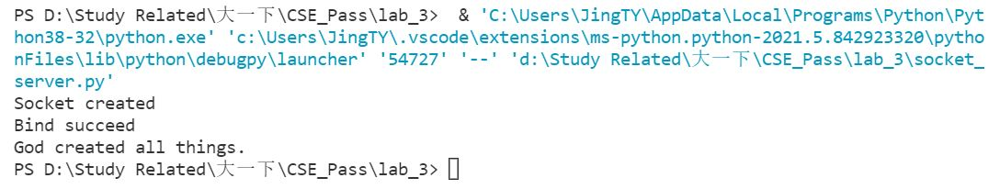 PS D:\Study Related\大一下\CSE_Pass\lab_3>  & 'C:\Users\JingTY\AppData\Local\Programs\Python\Pyt
hon38-32\python.exe' 'c:\Users\JingTY\.vscode\extensions\ms-python.python-2021.5.842923320\pytho
nFiles\lib\python\debugpy\launcher' '54727' '--' 'd:\Study Related\大一下\CSE_Pass\lab_3\socket_
server.py'
Socket created
Bind succeed
God created all things.
PS D:\Study Related\大一下\CSE_Pass\lab_3>